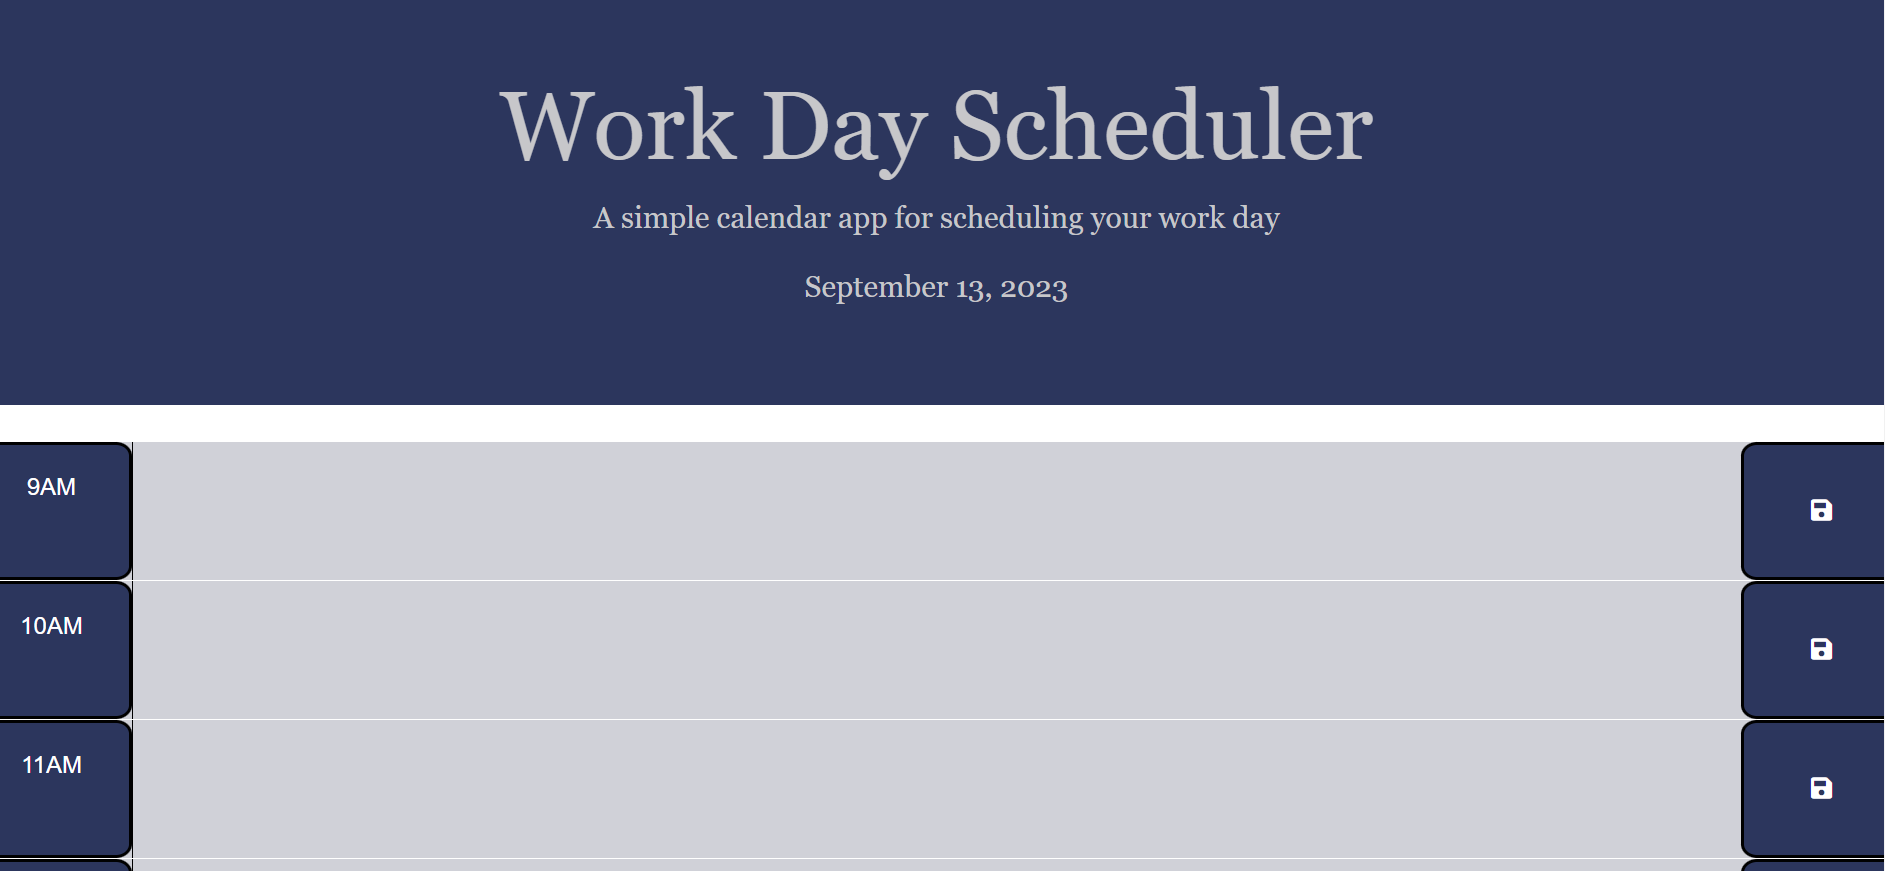 Work Day Scheduler
A simple calendar app for scheduling your work day
September 13, 2023
9AM
10AM
11AM